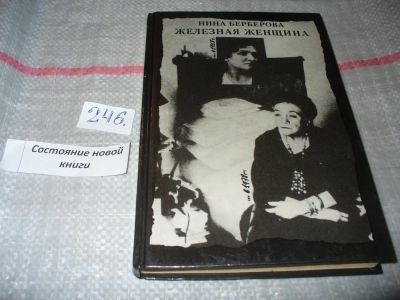 НИНА БЕРБЕРОВА
ЖЕЛЕЗНАЯ ЖЕНЩИНА
246.
Состояние новой
книги